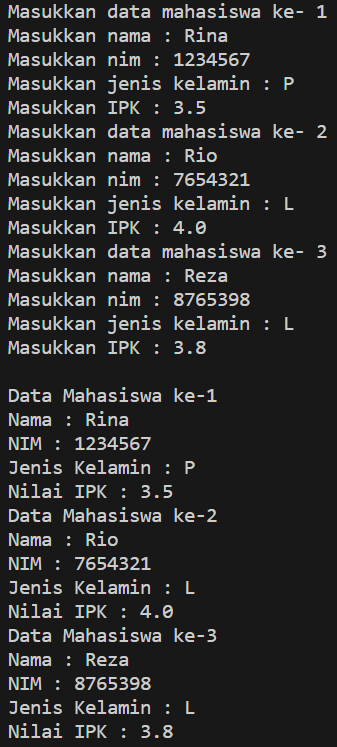 Masukkan data mahasiswa ke- 1
Masukkan nama : Rina
Masukkan nim : 1234567
Masukkan jenis kelamin : P
Masukkan IPK : 3.5
Masukkan data mahasiswa ke- 2
Masukkan nama : Rio
Masukkan nim : 7654321
Masukkan jenis kelamin : L
Masukkan IPK : 4.0
Masukkan data mahasiswa ke- 3
Masukkan nama : Reza
Masukkan nim : 8765398
Masukkan jenis kelamin : L
Masukkan IPK : 3.8

Data Mahasiswa ke-1
Nama : Rina
NIM : 1234567
Jenis Kelamin : P
Nilai IPK : 3.5
Data Mahasiswa ke-2
Nama : Rio
NIM : 7654321
Jenis Kelamin : L
Nilai IPK : 4.0
Data Mahasiswa ke-3
Nama : Reza
NIM : 8765398
Jenis Kelamin : L
Nilai IPK : 3.8